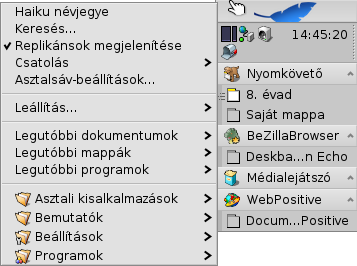 Haiku névjegye
Keresés...
Replikánsok megjelenítése
Csatolás
Asztalsáv-beállítások...
Leállítás...
Legutóbbi dokumentumok
Legutóbbi mappák
Legutóbbi programok
Asztali kisalkalmazások
Bemutatók
Beállítások
Programok
14:45:20
Nyomkövető
8. évad
Saját mappa
BeZillaBrowser
Deskba...n Echo
Médialejátszó
WebPositive
Docum...Positive